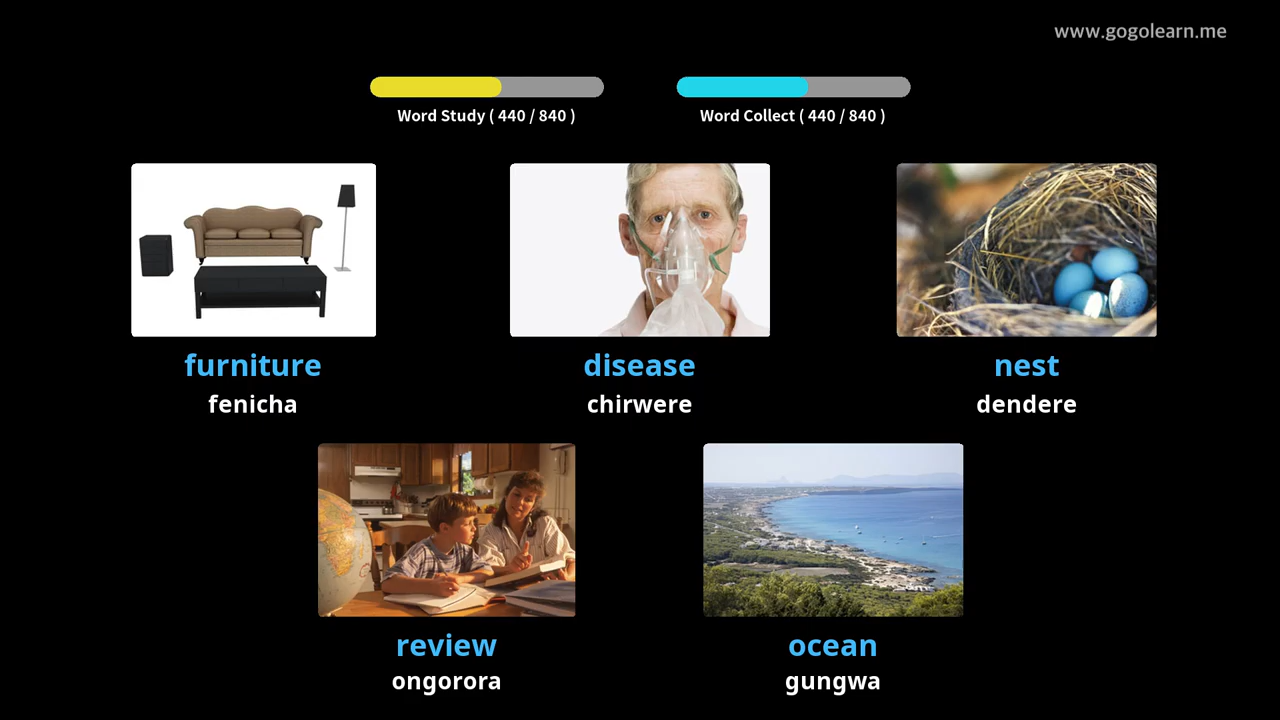 www.gogolearn.me
Word Study ( 440 / 840 )
Word Collect ( 440 / 840 )
furniture
fenicha
disease
chirwere
nest
dendere
review
ongorora
ocean
gungwa